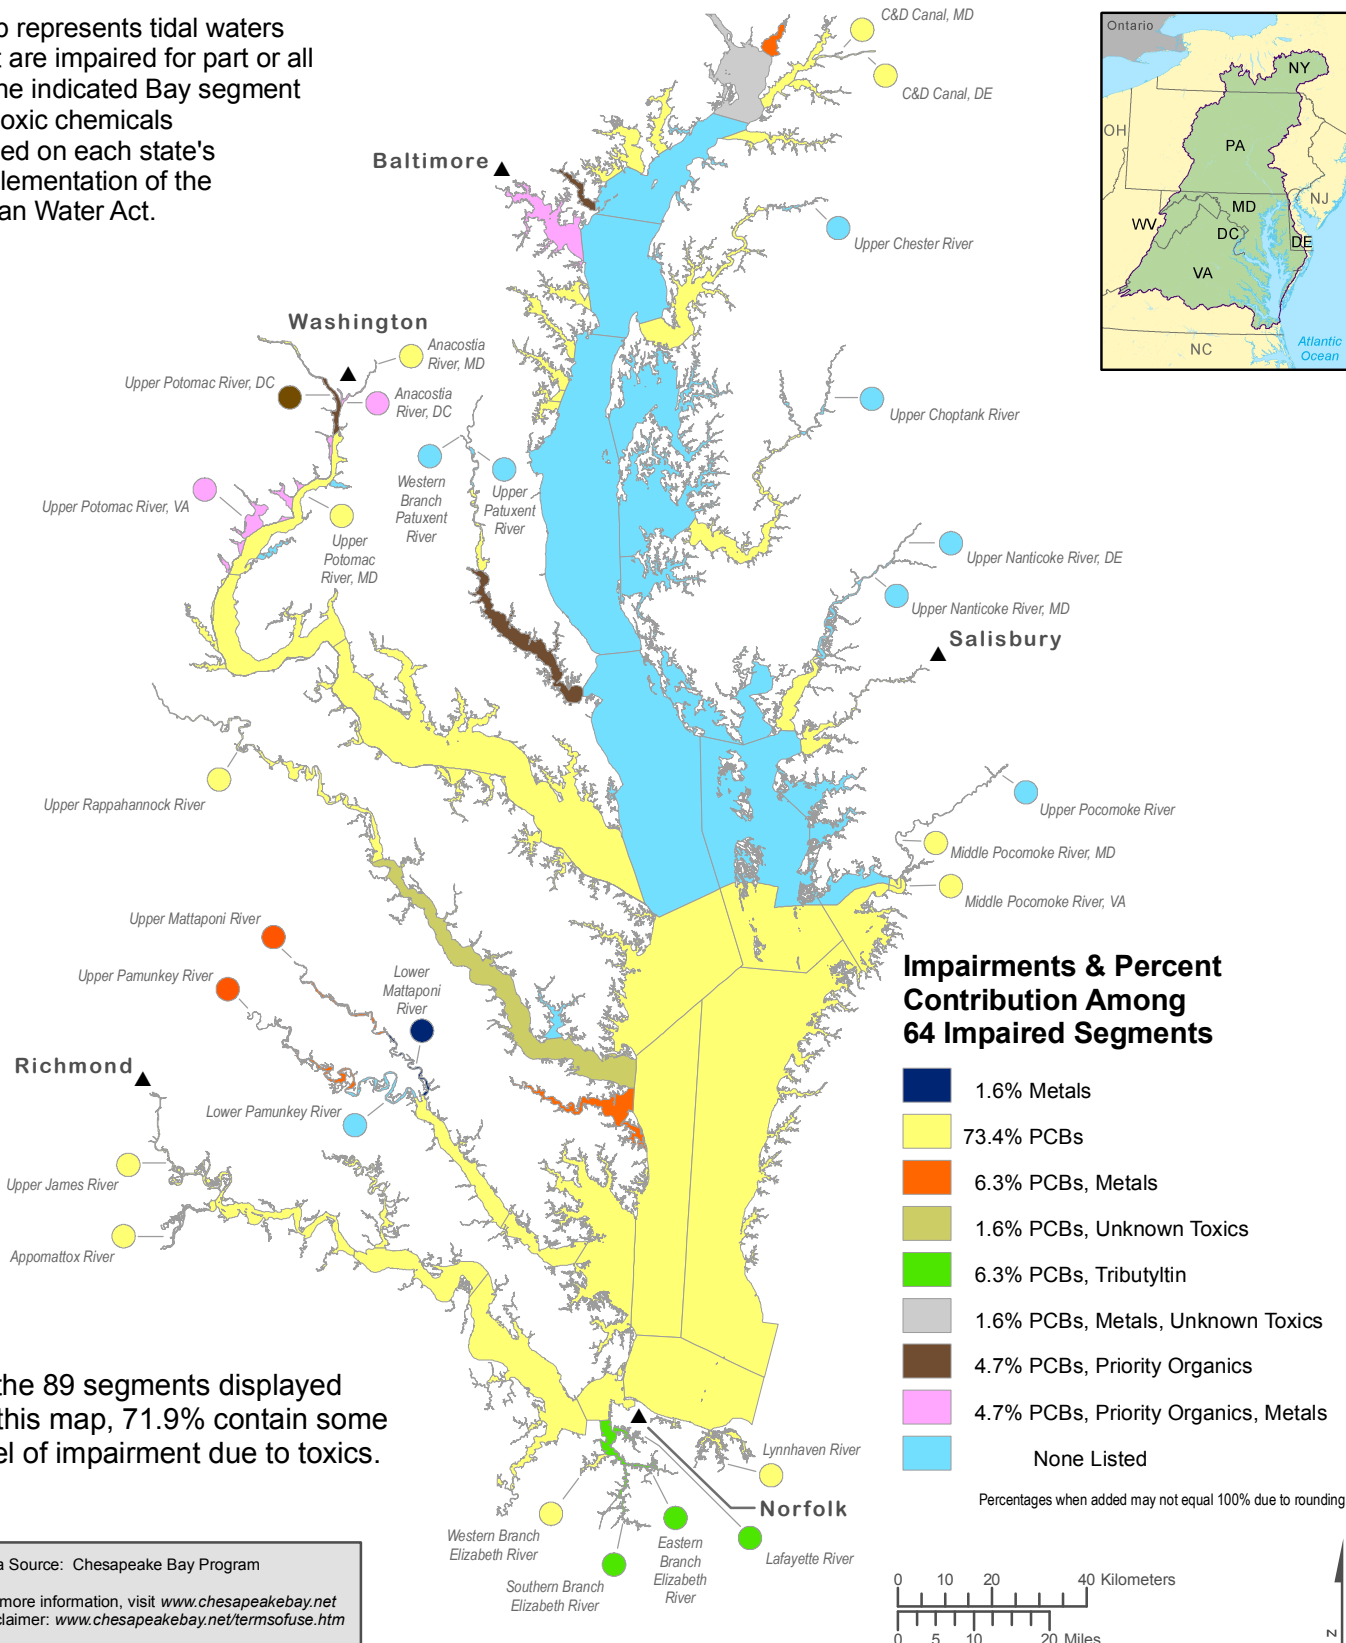 represents tidal waters
are impaired for part or all
indicated Bay segment
toxic chemicals
on each state's
of the
Water Act.
C&D Canal, MD
C&D Canal, DE
Ontario
NY
OH
PA
NJ
MD
WV
DC
DE
VA
NC
Atlantic
Ocean
Baltimore
Upper Chester River
Washington
Anacostia
River, MD
Upper Potomac River, DC
Anacostia
River, DC
Upper Choptank River
Western
Branch
Patuxent
River
Upper
Patuxent
River
Upper Potomac River, VA
Upper
Potomac
River, MD
Upper Nanticoke River, DE
Upper Nanticoke River, MD
Salisbury
Upper Rappahannock River
Upper Pocomoke River
Middle Pocomoke River, MD
Middle Pocomoke River, VA
Upper Mattaponi River
Upper Pamunkey River
Lower
Mattaponi
River
Richmond
Lower Pamunkey River
Upper James River
Appomattox River
Impairments & Percent
Contribution Among
64 Impaired Segments
1.6% Metals
73.4% PCBs
6.3% PCBs, Metals
1.6% PCBs, Unknown Toxics
6.3% PCBs, Tributyltin
1.6% PCBs, Metals, Unknown Toxics
4.7% PCBs, Priority Organics
4.7% PCBs, Priority Organics, Metals
None Listed
Percentages when added may not equal 100% due to rounding
the 89 segments displayed
this map, 71.9% contain some
of impairment due to toxics.
Lynnhaven River
Norfolk
Western Branch
Elizabeth River
Southern Branch
Elizabeth River
Eastern
Branch
Elizabeth
River
Lafayette River
Source: Chesapeake Bay Program
more information, visit www.chesapeakebay.net
www.chesapeakebay.net/termsofuse.htm
0 10 20 40 Kilometers
0 5 10 20 Miles
N